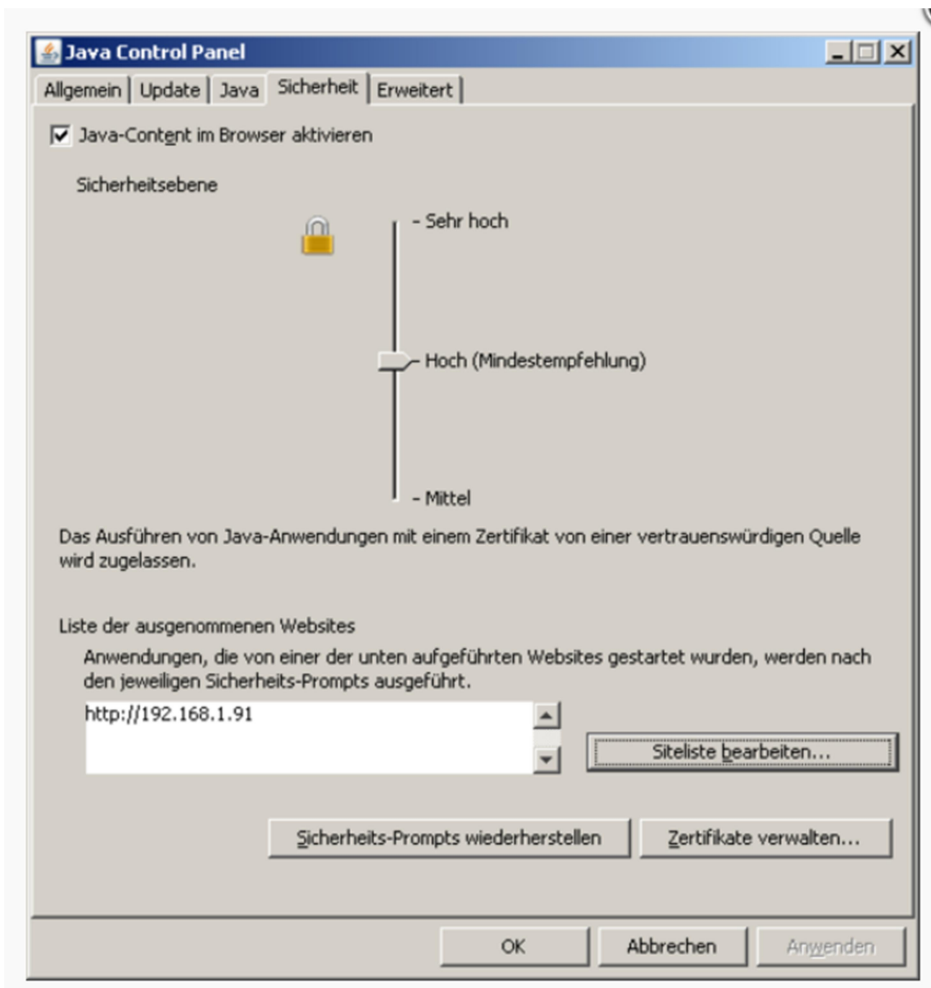 Java Control Panel
Allgemein Update Java Sicherheit Erweitert
Java-Content im Browser aktivieren
Sicherheitsebene
- Sehr hoch
- Hoch (Mindestempfehlung)
- Mittel
Das Ausführen von Java-Anwendungen mit einem Zertifikat von einer vertrauenswürdigen Quelle
wird zugelassen.
Liste der ausgenommenen Websites
Anwendungen, die von einer der unten aufgeführten Websites gestartet wurden, werden nach
den jeweiligen Sicherheits-Prompts ausgeführt.
http://192.168.1.91
Siteliste bearbeiten...
Sicherheits-Prompts wiederherstellen Zertifikate verwalten...
OK Abbrechen Anwenden